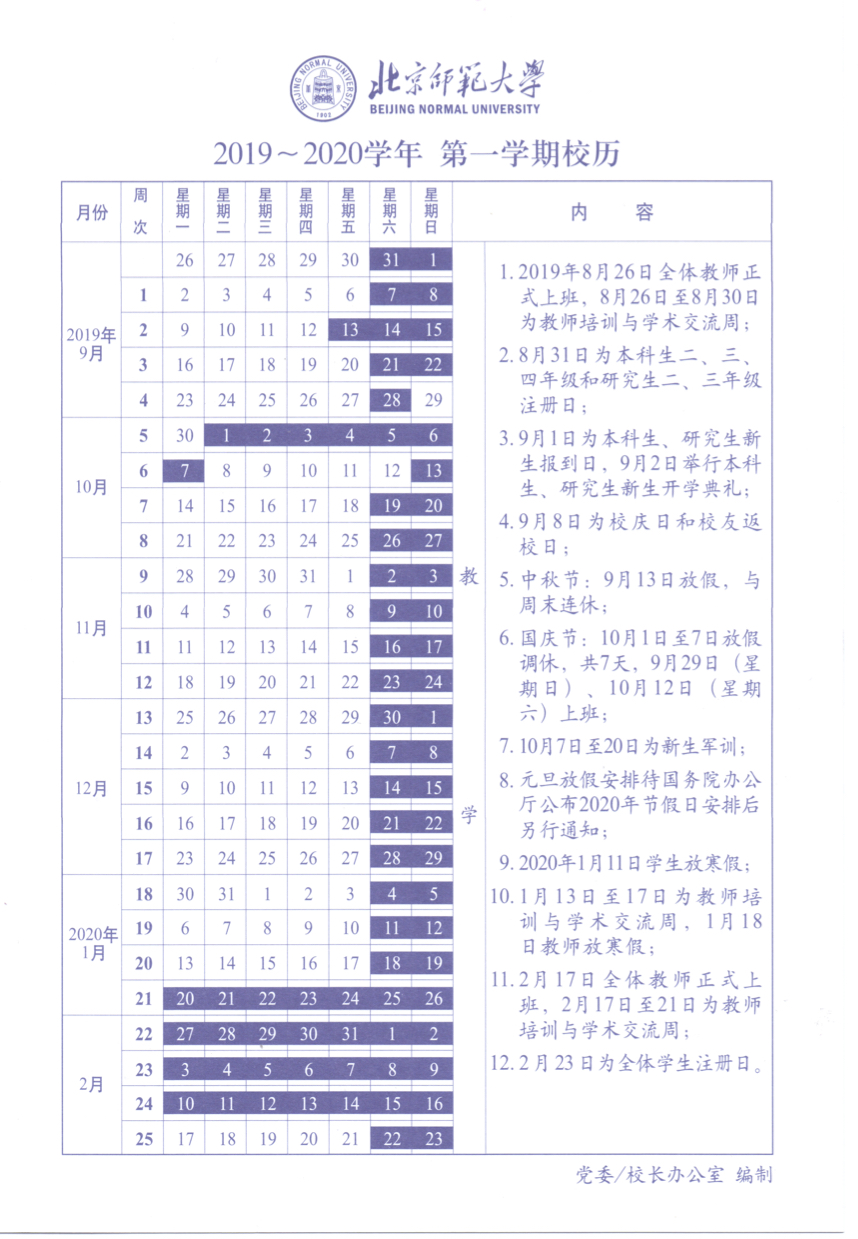 BEIJING NORMAL UNIVERSITY
1902
北京师范大学
BEIJING NORMAL UNIVERSITY
2019～2020学年 第一学期校历
月份 周次 星期一 星期二 星期三 星期四 星期五 星期六 星期日 内 容
26 27 28 29 30 31 1
1 2 3 4 5 6 7 8
2019年9月
2 9 10 11 12 13 14 15
3 16 17 18 19 20 21 22
4 23 24 25 26 27 28 29
5 30 1 2 3 4 5 6
6 7 8 9 10 11 12 13
10月
7 14 15 16 17 18 19 20
8 21 22 23 24 25 26 27
9 28 29 30 31 1 2 3
10 4 5 6 7 8 9 10
11月
11 11 12 13 14 15 16 17
12 18 19 20 21 22 23 24
13 25 26 27 28 29 30 1
14 2 3 4 5 6 7 8
12月
15 9 10 11 12 13 14 15
16 16 17 18 19 20 21 22
17 23 24 25 26 27 28 29
18 30 31 1 2 3 4 5
2020年1月
19 6 7 8 9 10 11 12
20 13 14 15 16 17 18 19
21 20 21 22 23 24 25 26
22 27 28 29 30 31 1 2
23 3 4 5 6 7 8 9
2月
24 10 11 12 13 14 15 16
25 17 18 19 20 21 22 23
教
学
1.2019年8月26日全体教师正
式上班，8月26日至8月30日
为教师培训与学术交流周；
2.8月31日为本科生二、三、
四年级和研究生二、三年级
注册日；
3.9月1日为本科生、研究生新
生报到日，9月2日举行本科
生、研究生新生开学典礼；
4.9月8日为校庆日和校友返
校日；
5.中秋节：9月13日放假，与
周末连休；
6.国庆节：10月1日至7日放假
调休，共7天，9月29日（星
期日）、10月12日（星期
六）上班；
7.10月7日至20日为新生军训；
8.元旦放假安排待国务院办公
厅公布2020年节假日安排后
另行通知；
9.2020年1月11日学生放寒假；
10.1月13日至17日为教师培
训与学术交流周，1月18
日教师放寒假；
11.2月17日全体教师正式上
班，2月17日至21日为教师
培训与学术交流周；
12.2月23日为全体学生注册日。
党委/校长办公室 编制